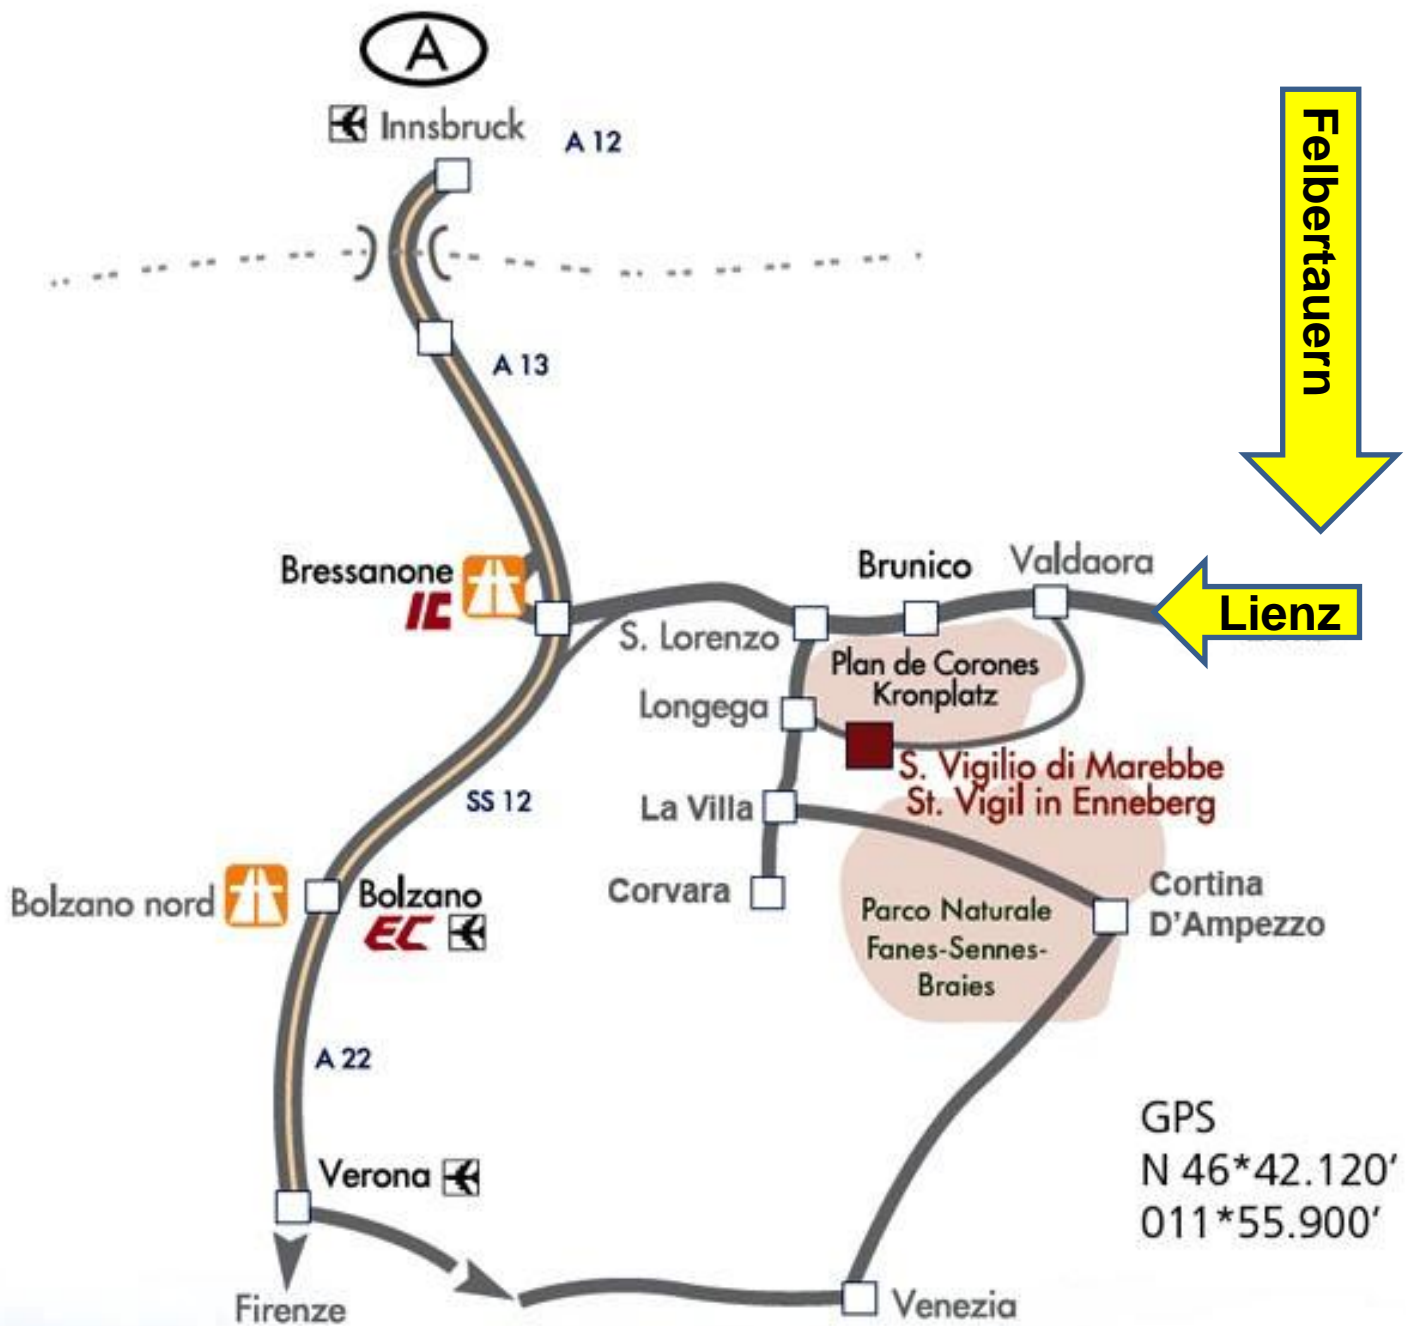 A
Innsbruck
A 12
Felbertauern
A 13
Bressanone
IC
Brunico
Valdaora
Lienz
S. Lorenzo
Plan de Corones
Kronplatz
Longega
S. Vigilio di Marebbe
St. Vigil in Enneberg
SS 12
La Villa
Corvara
Bolzano nord
Bolzano
EC
Cortina
D'Ampezzo
Parco Naturale
Fanes-Sennes-
Braies
A 22
GPS
N 46*42.120'
011*55.900'
Verona
Firenze
Venezia